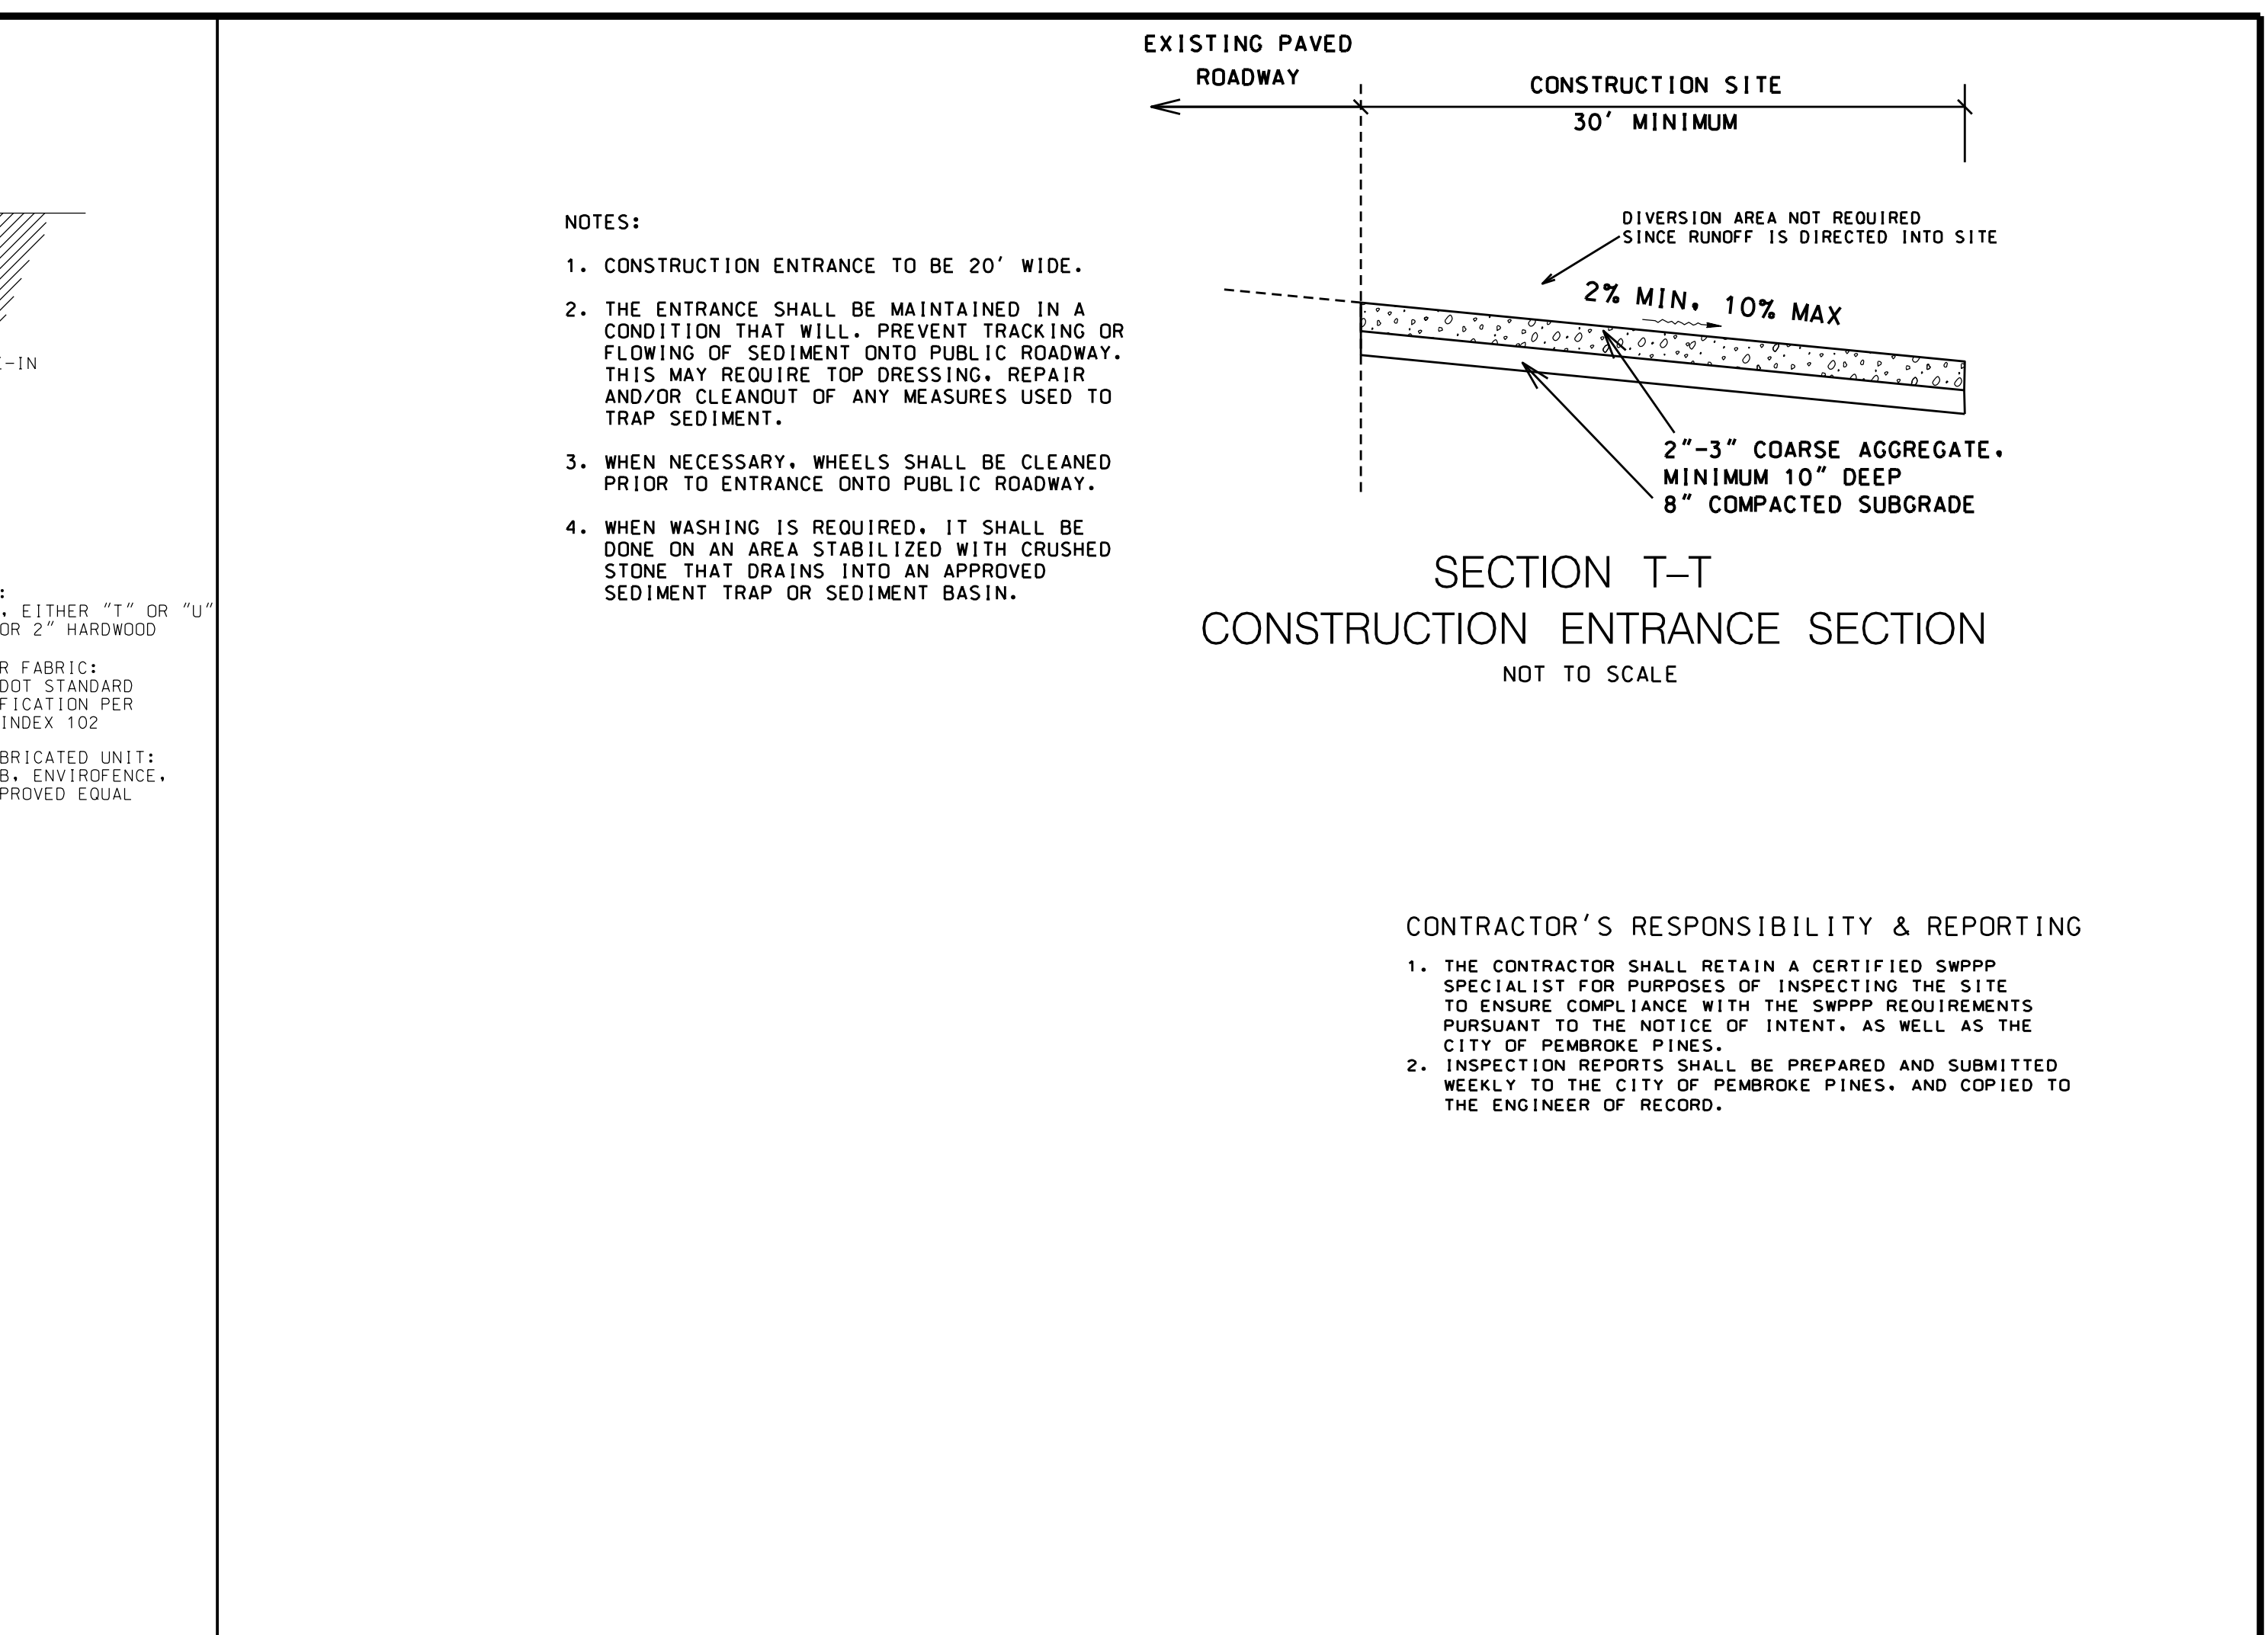 E-IN
:
, EITHER "T" OR "U"
OR 2" HARDWOOD
R FABRIC:
DOT STANDARD
FICATION PER
INDEX 102
BRICATED UNIT:
B, ENVIROFENCE,
PROVED EQUAL
NOTES:
1. CONSTRUCTION ENTRANCE TO BE 20' WIDE.
2. THE ENTRANCE SHALL BE MAINTAINED IN A
CONDITION THAT WILL. PREVENT TRACKING OR
FLOWING OF SEDIMENT ONTO PUBLIC ROADWAY.
THIS MAY REQUIRE TOP DRESSING, REPAIR
AND/OR CLEANOUT OF ANY MEASURES USED TO
TRAP SEDIMENT.
3. WHEN NECESSARY, WHEELS SHALL BE CLEANED
PRIOR TO ENTRANCE ONTO PUBLIC ROADWAY.
4. WHEN WASHING IS REQUIRED, IT SHALL BE
DONE ON AN AREA STABILIZED WITH CRUSHED
STONE THAT DRAINS INTO AN APPROVED
SEDIMENT TRAP OR SEDIMENT BASIN.
EXISTING PAVED
ROADWAY
CONSTRUCTION SITE
30' MINIMUM
DIVERSION AREA NOT REQUIRED
SINCE RUNOFF IS DIRECTED INTO SITE
2% MIN, 10% MAX
2"-3" COARSE AGGREGATE,
MINIMUM 10" DEEP
8" COMPACTED SUBGRADE
SECTION T-T
CONSTRUCTION ENTRANCE SECTION
NOT TO SCALE
CONTRACTOR'S RESPONSIBILITY & REPORTING
1. THE CONTRACTOR SHALL RETAIN A CERTIFIED SWPPP
SPECIALIST FOR PURPOSES OF INSPECTING THE SITE
TO ENSURE COMPLIANCE WITH THE SWPPP REQUIREMENTS
PURSUANT TO THE NOTICE OF INTENT, AS WELL AS THE
CITY OF PEMBROKE PINES.
2. INSPECTION REPORTS SHALL BE PREPARED AND SUBMITTED
WEEKLY TO THE CITY OF PEMBROKE PINES, AND COPIED TO
THE ENGINEER OF RECORD.